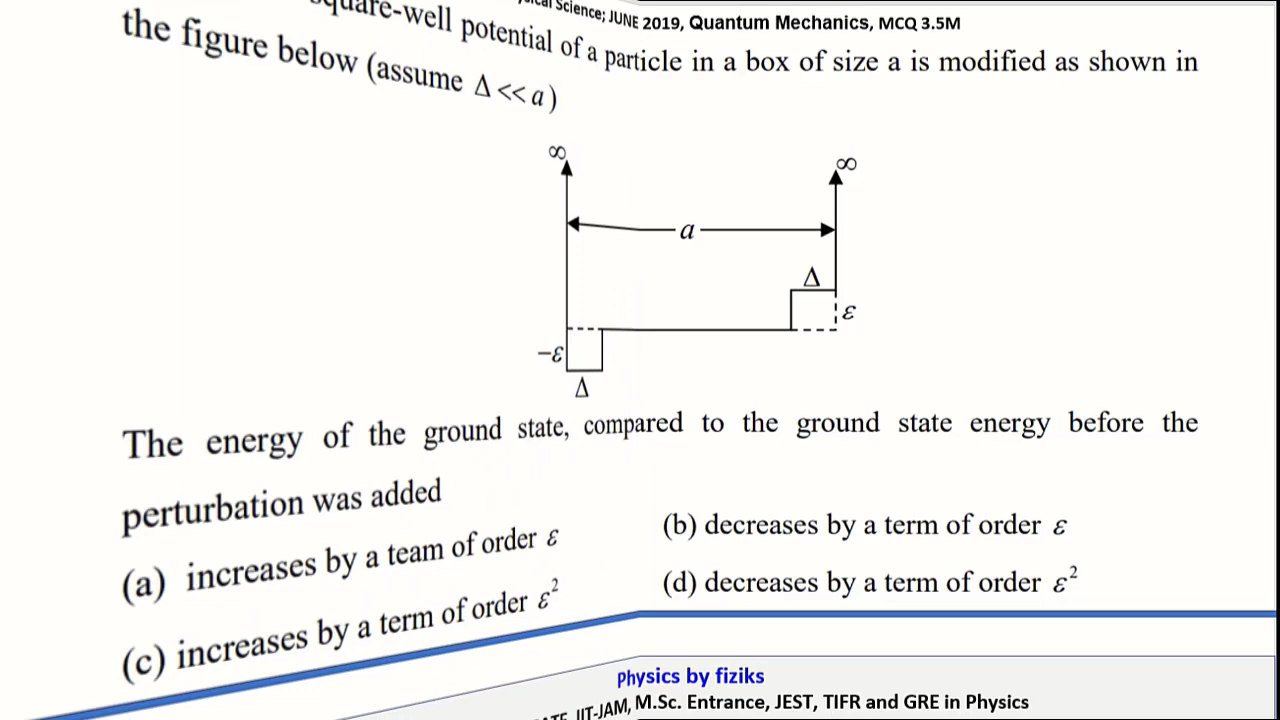 Science; JUNE 2019, Quantum Mechanics, MCQ 3.5M
potential of a particle in a box of size a is modified as shown in
the figure below (assume Δ << a)
∞
∞
a
Δ
ε
−ε
Δ
The energy of the ground state, compared to the ground state energy before the
perturbation was added
(a) increases by a team of order ε
(b) decreases by a term of order ε
(c) increases by a term of order ε²
(d) decreases by a term of order ε²
physics by fiziks
IIT-JAM, M.Sc. Entrance, JEST, TIFR and GRE in Physics